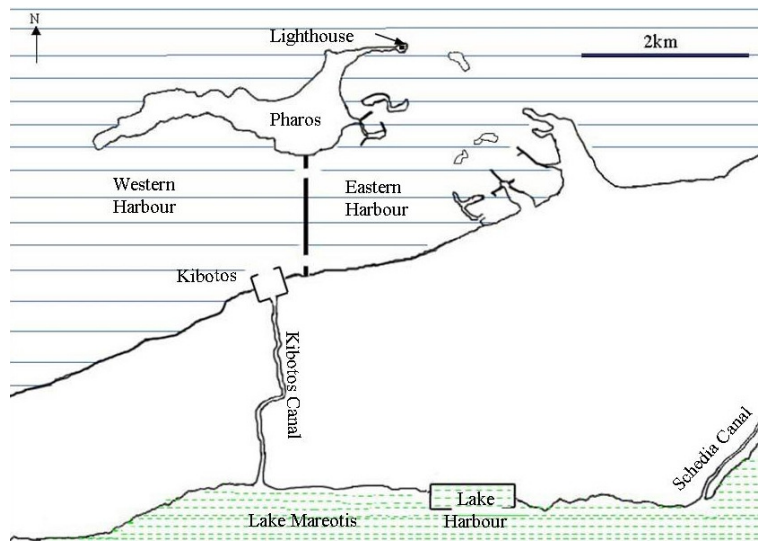 N
Lighthouse
2km
Pharos
Western
Harbour
Eastern
Harbour
Kibotos
Kibotos Canal
Schedia Canal
Lake
Harbour
Lake Mareotis